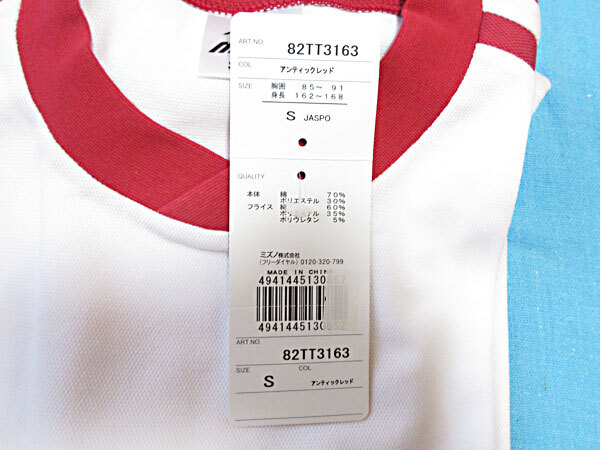 ART.NO. 82TT3163
COL. アンティックレッド
SIZE 胸囲 85～ 91
身長 162～168
S JASPO
QUALITY
本体 綿 70%
ポリエステル 30%
フライス 綿 60%
ポリエステル 35%
ポリウレタン 5%
ミズノ株式会社
(フリーダイヤル) 0120-320-799
MADE IN CHINA
4941445130652
4941445130652
ART.NO. 82TT3163
SIZE COL.
S アンティックレッド